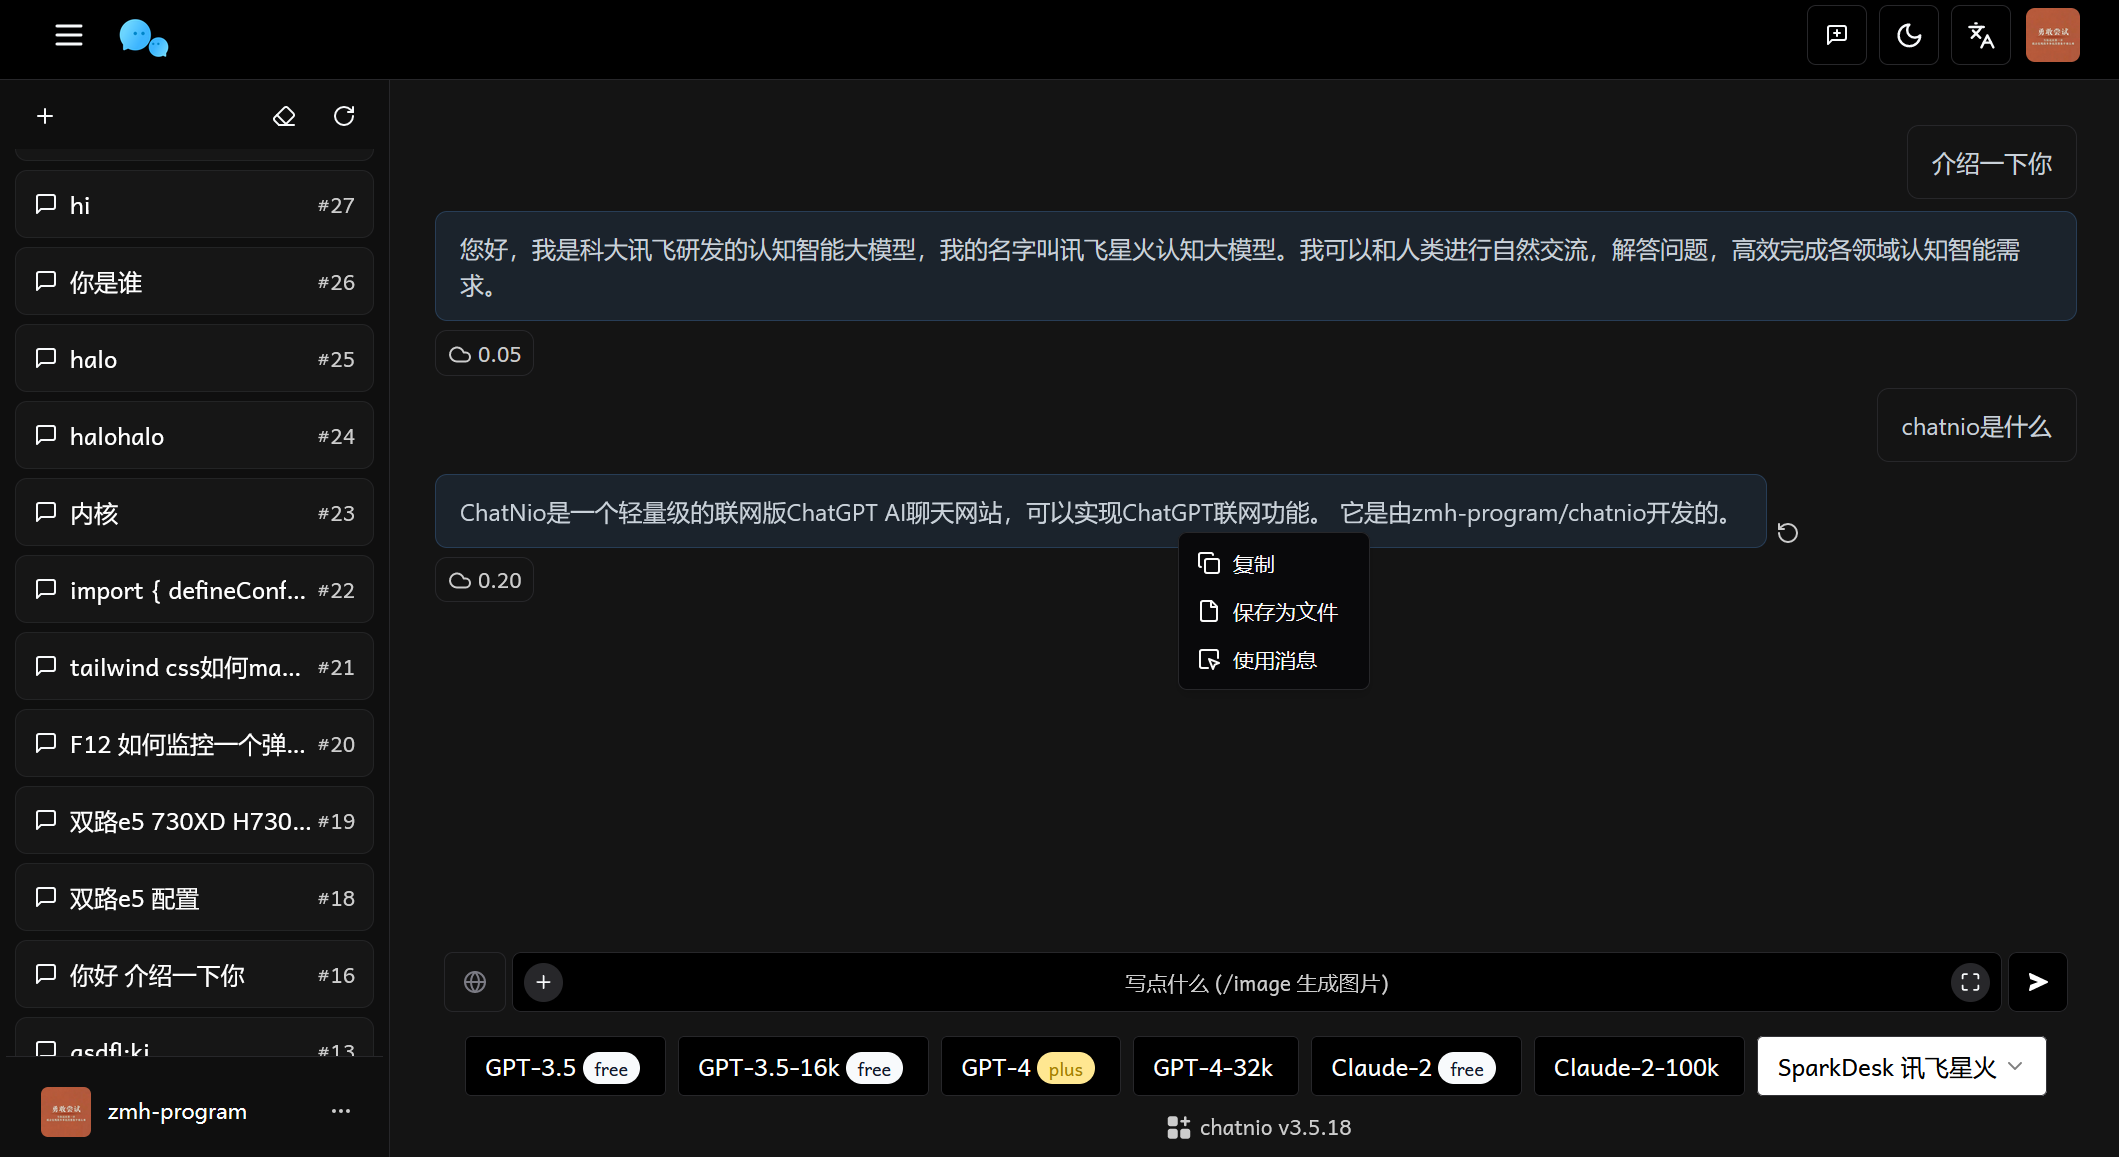 勇敢尝试
hi #27
你是谁 #26
halo #25
halohalo #24
内核 #23
import { defineConf... #22
tailwind css如何ma... #21
F12 如何监控一个弹... #20
双路e5 730XD H730... #19
双路e5 配置 #18
你好 介绍一下你 #16
asdfl;kj #13
勇敢尝试
zmh-program
介绍一下你
您好，我是科大讯飞研发的认知智能大模型，我的名字叫讯飞星火认知大模型。我可以和人类进行自然交流，解答问题，高效完成各领域认知智能需
求。
0.05
chatnio是什么
ChatNio是一个轻量级的联网版ChatGPT AI聊天网站，可以实现ChatGPT联网功能。 它是由zmh-program/chatnio开发的。
0.20
复制
保存为文件
使用消息
写点什么 (/image 生成图片)
GPT-3.5 free
GPT-3.5-16k free
GPT-4 plus
GPT-4-32k
Claude-2 free
Claude-2-100k
SparkDesk 讯飞星火
chatnio v3.5.18